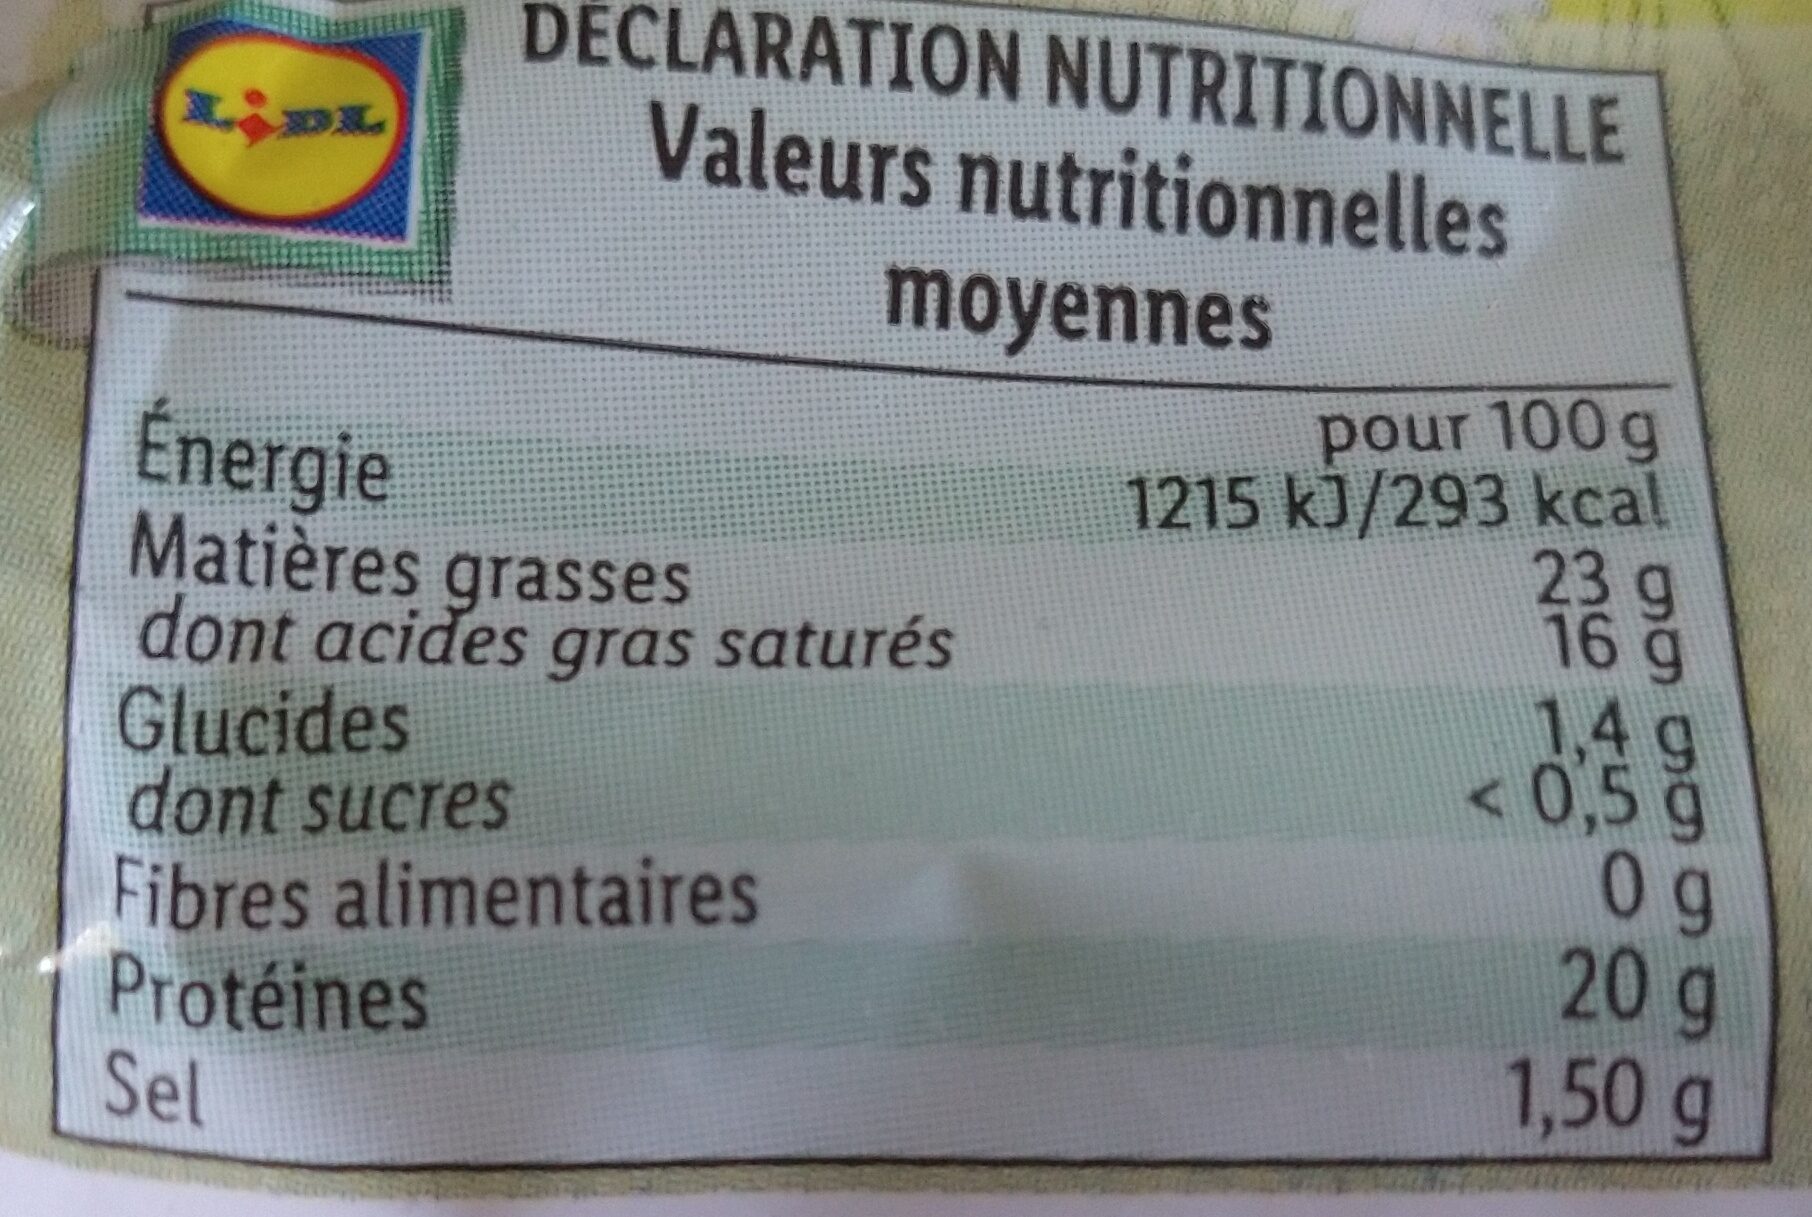 LiDL
DÉCLARATION NUTRITIONNELLE
Valeurs nutritionnelles
moyennes
pour 100 g
Énergie 1215 kJ/293 kcal
Matières grasses 23 g
dont acides gras saturés 16 g
Glucides 1,4 g
dont sucres < 0,5 g
Fibres alimentaires 0 g
Protéines 20 g
Sel 1,50 g